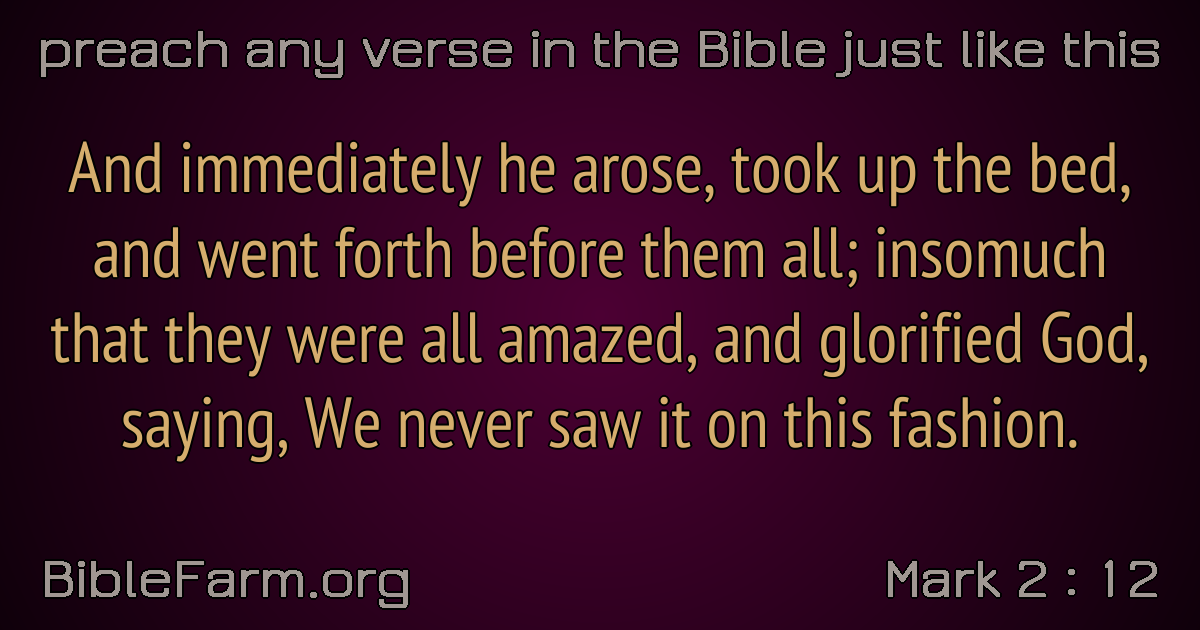 preach any verse in the Bible just like this
And immediately he arose, took up the bed,
and went forth before them all; insomuch
that they were all amazed, and glorified God,
saying, We never saw it on this fashion.
BibleFarm.org
Mark 2 : 12